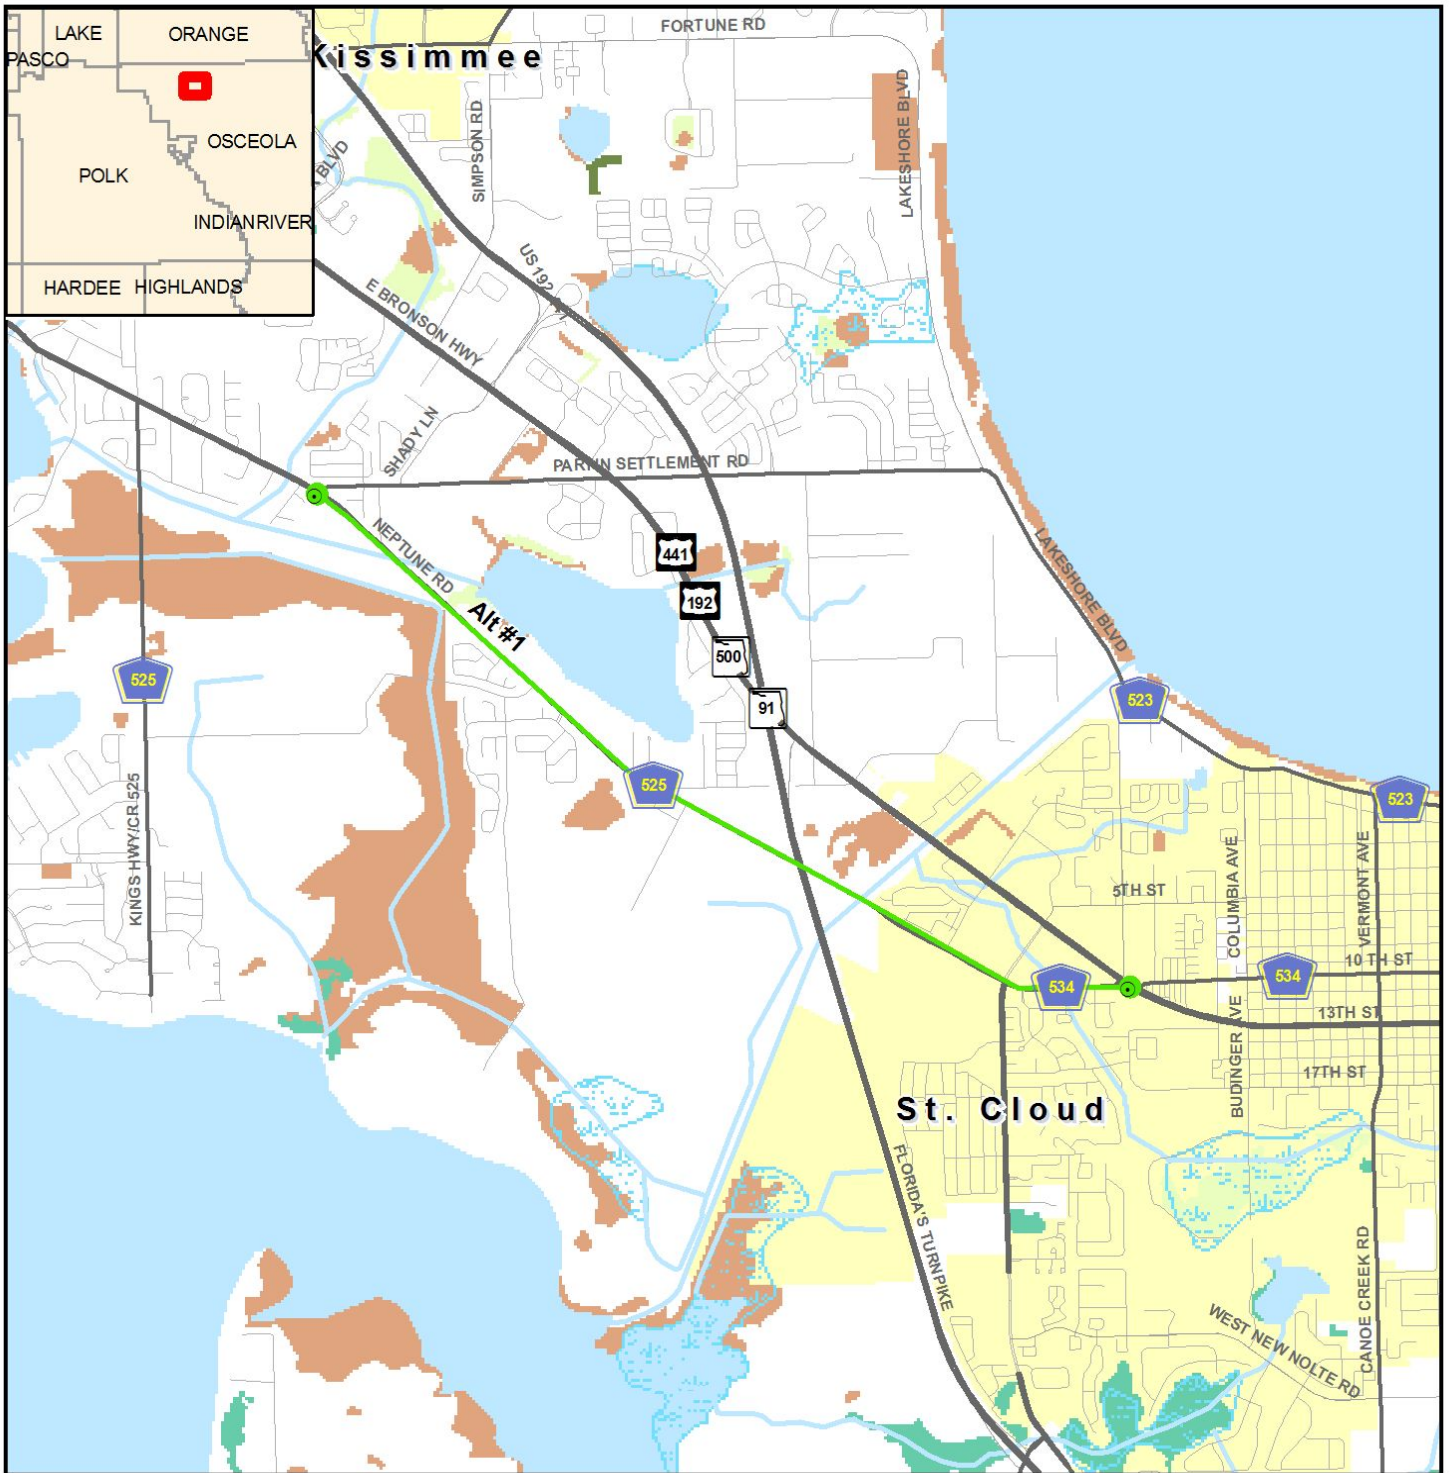 LAKE
ORANGE
PASCO
OSCEOLA
POLK
INDIAN RIVER
HARDEE
HIGHLANDS
Kissimmee
FORTUNE RD
SIMPSON RD
LAKESHORE BLVD
BLVD
US 192
E BRONSON HWY
SHADY LN
PARTIN SETTLEMENT RD
NEPTUNE RD
Alt #1
441
192
500
91
LAKESHORE BLVD
523
525
525
523
KINGS HWY/CR 525
5TH ST
COLUMBIA AVE
VERMONT AVE
10 TH ST
534
534
13TH ST
BUDINGER AVE
17TH ST
St. Cloud
FLORIDA'S TURNPIKE
CANOE CREEK RD
WEST NEW NOLTE RD